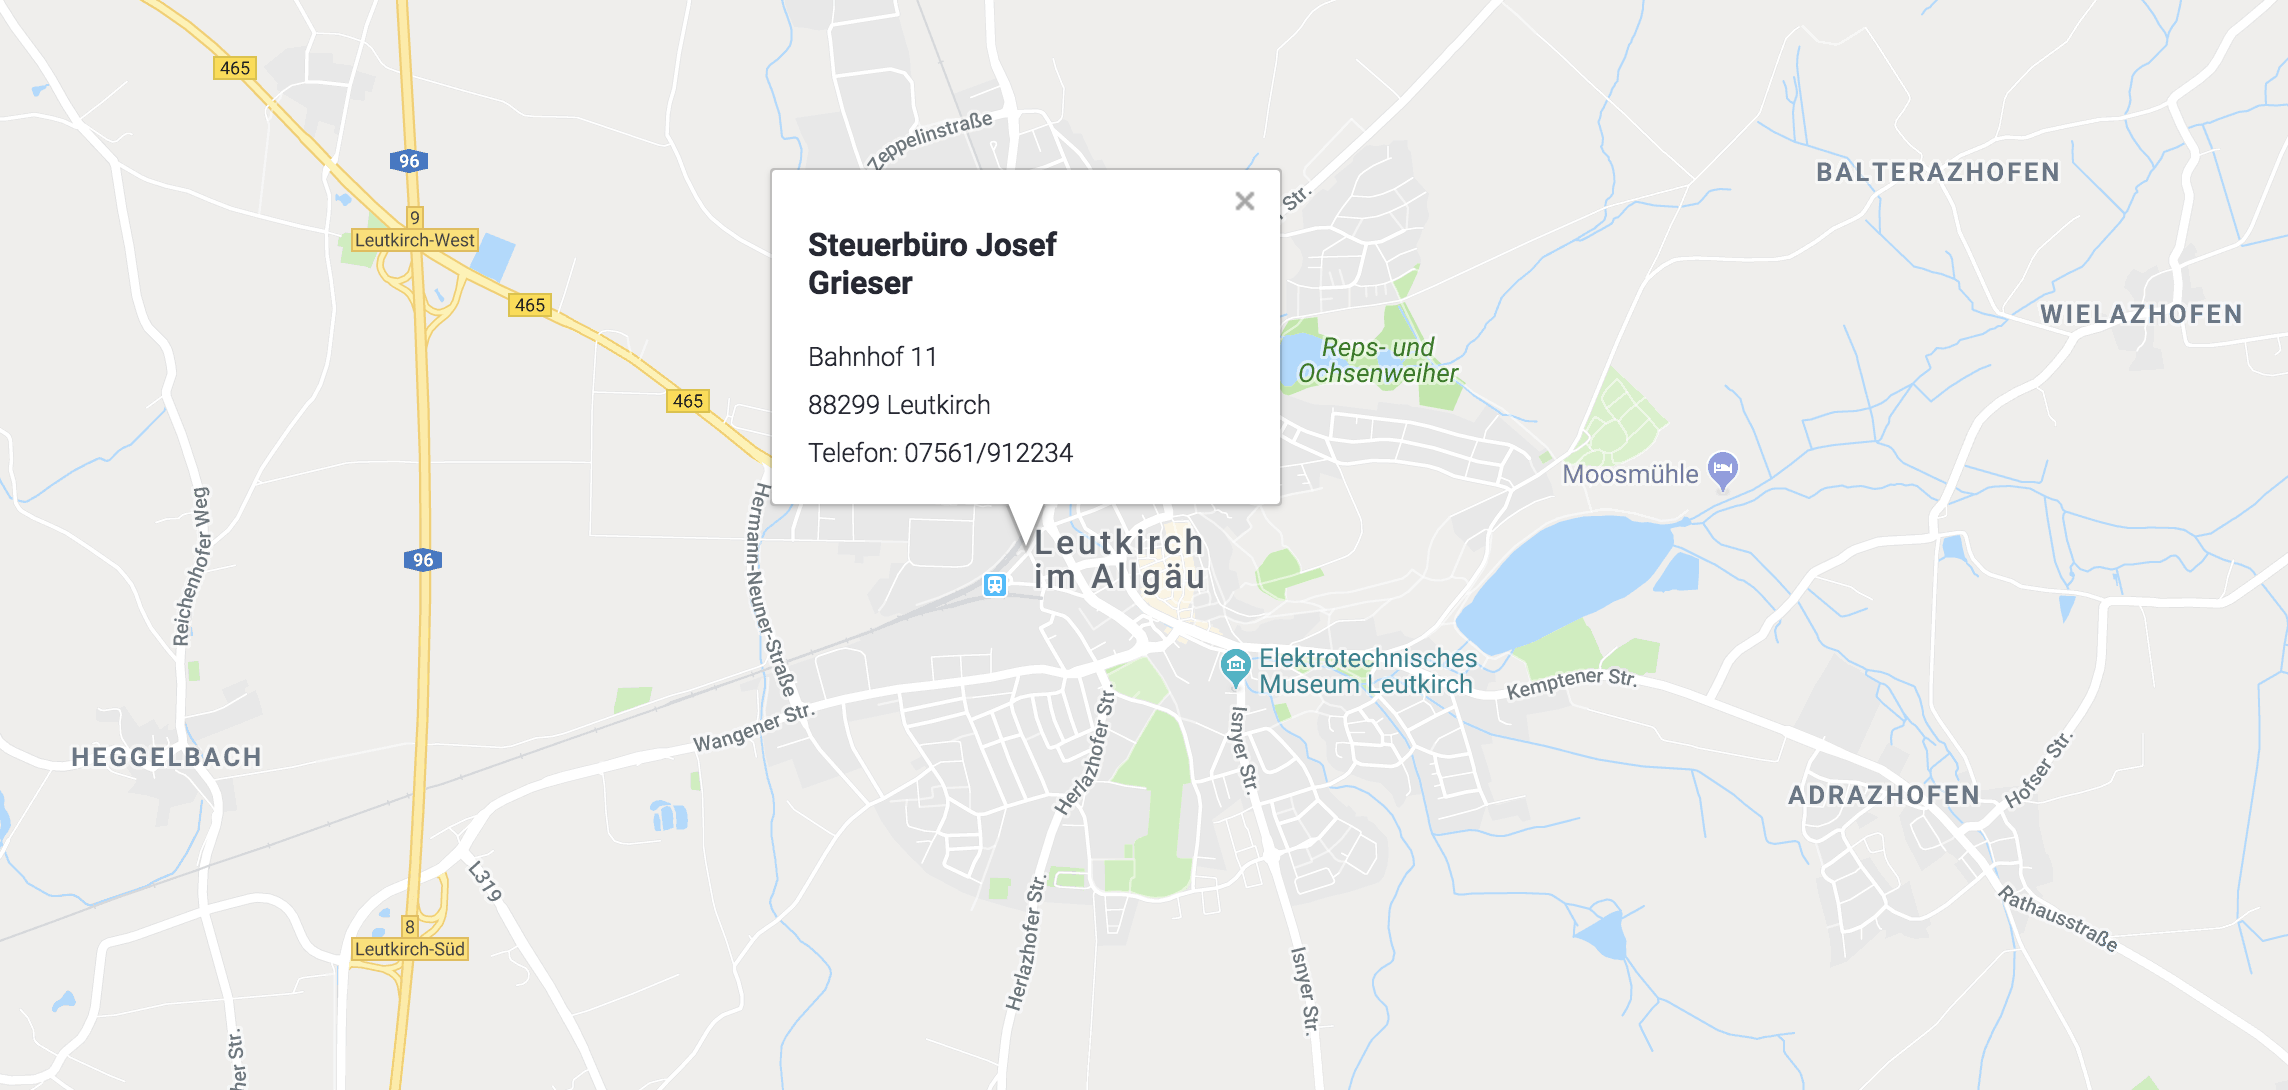 465
96
Zeppelinstraße
BALTERAZHOFEN
Str.
9
Leutkirch-West
Steuerbüro Josef
Grieser
465
WIELAZHOFEN
Reps- und
Ochsenweiher
Bahnhof 11
465
88299 Leutkirch
Telefon: 07561/912234
Moosmühle
Hermann-Neuner-Straße
Reichenhofer Weg
96
Leutkirch
im Allgäu
Elektrotechnisches
Museum Leutkirch
Kemptener Str.
Wangener Str.
Herlazhofer Str.
Isnyer Str.
HEGGELBACH
Hofser Str.
ADRAZHOFEN
L319
Herlazhofer Str.
Rathausstraße
8
Leutkirch-Süd
Isnyer Str.
Str.